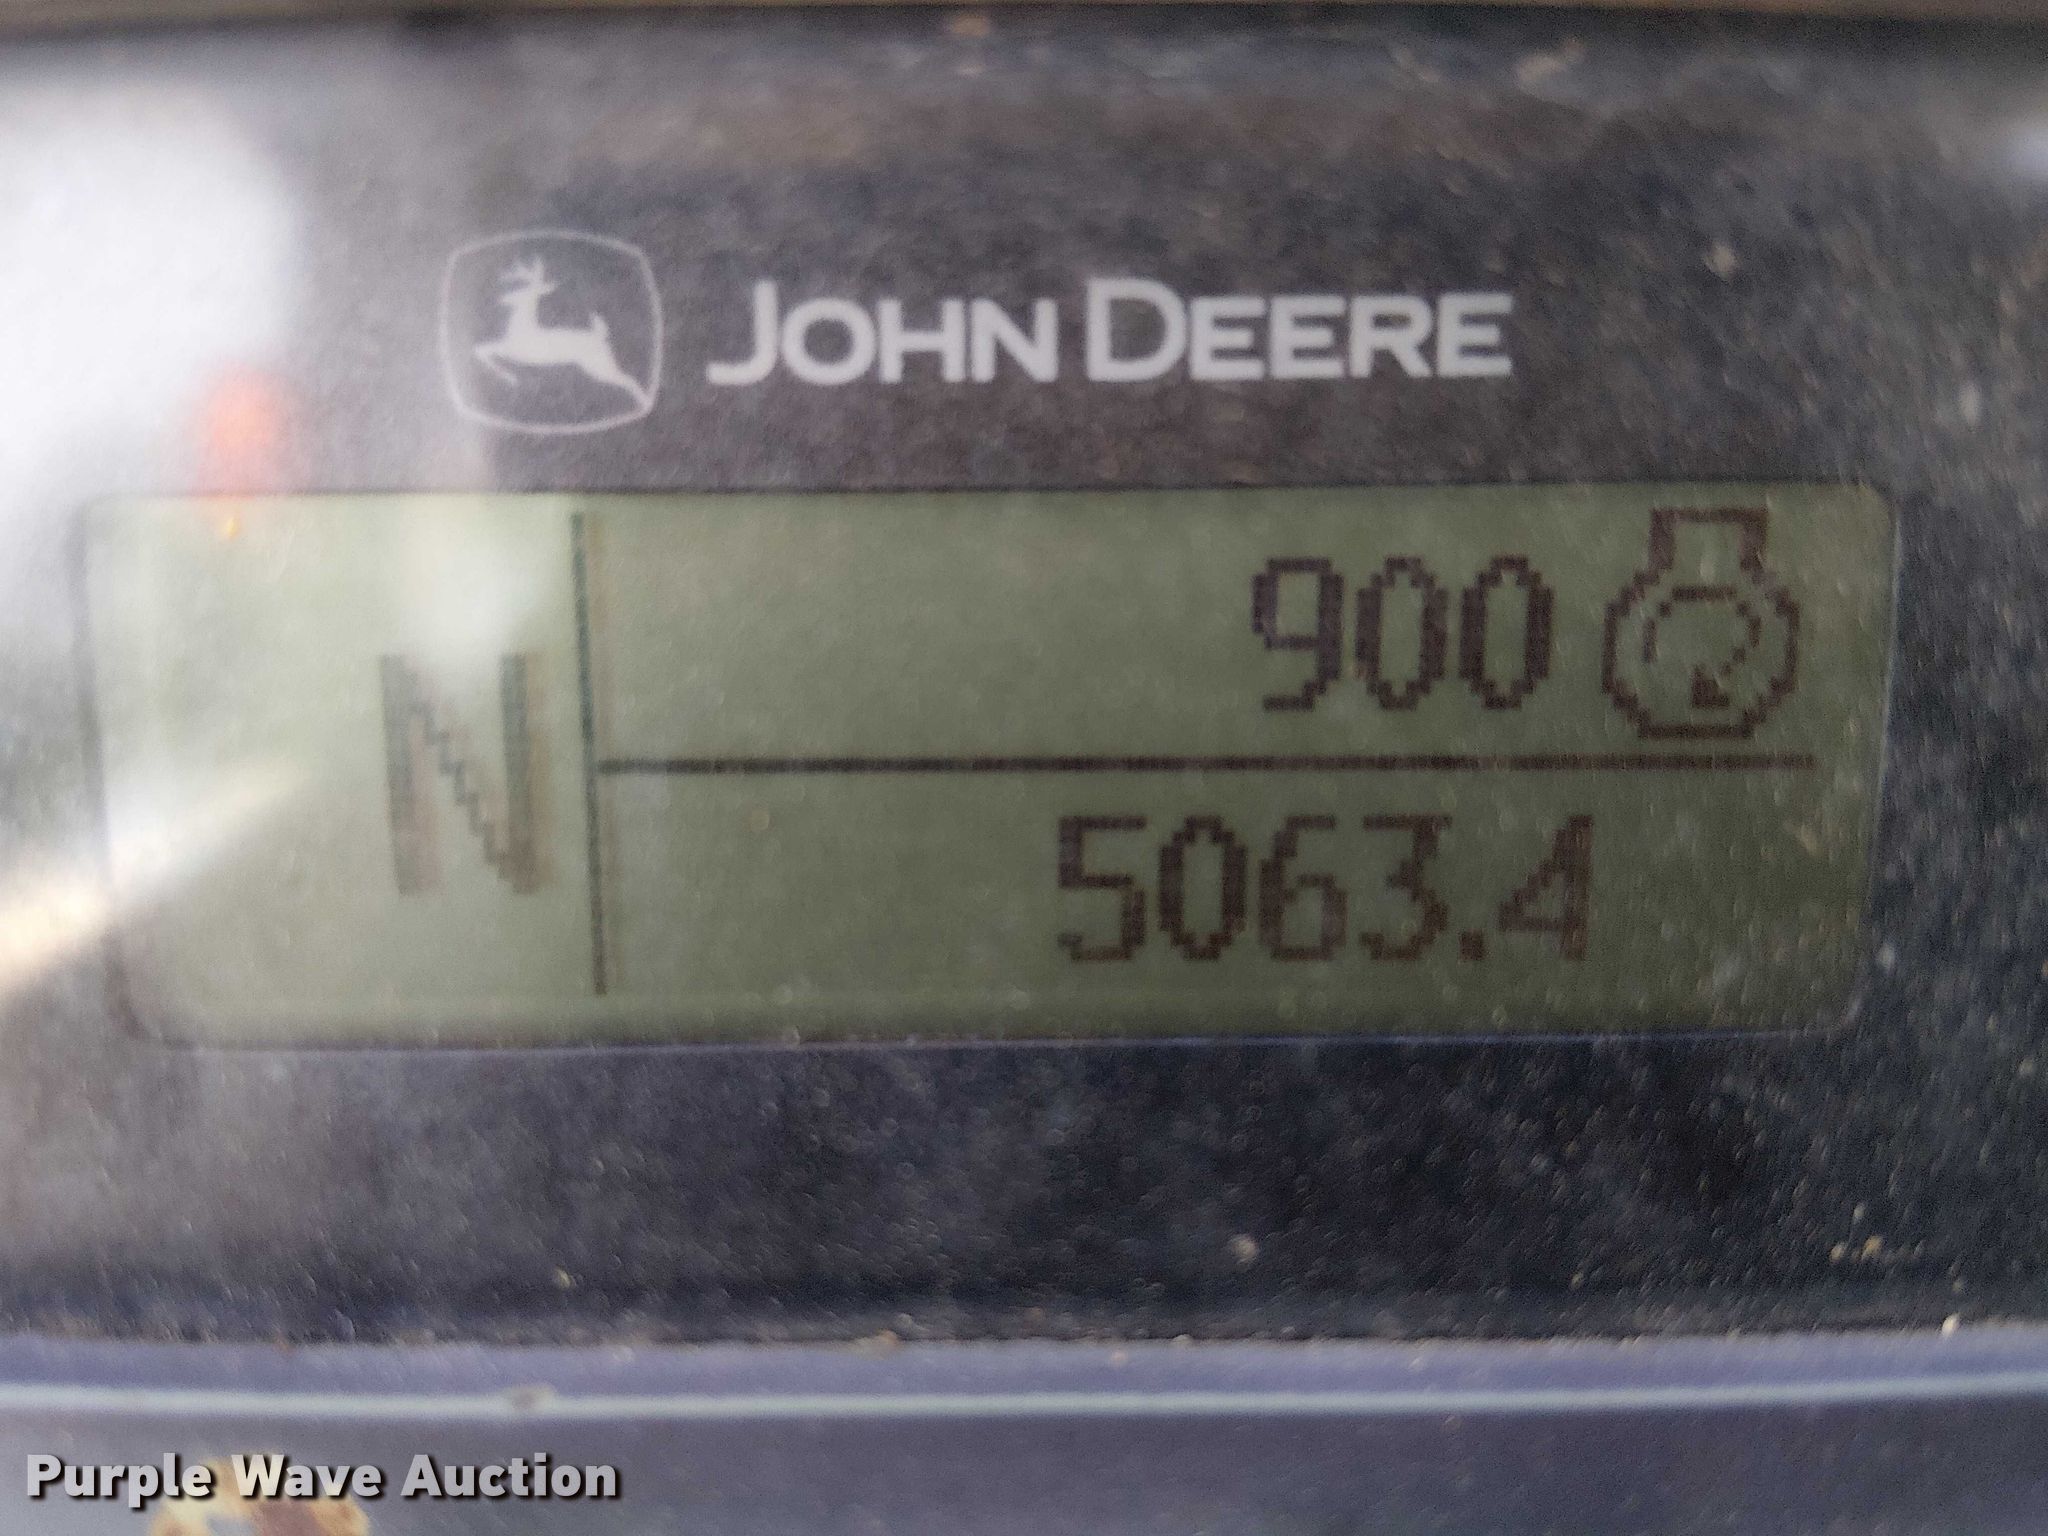 JOHN DEERE
900
N
5063.4
Purple Wave Auction